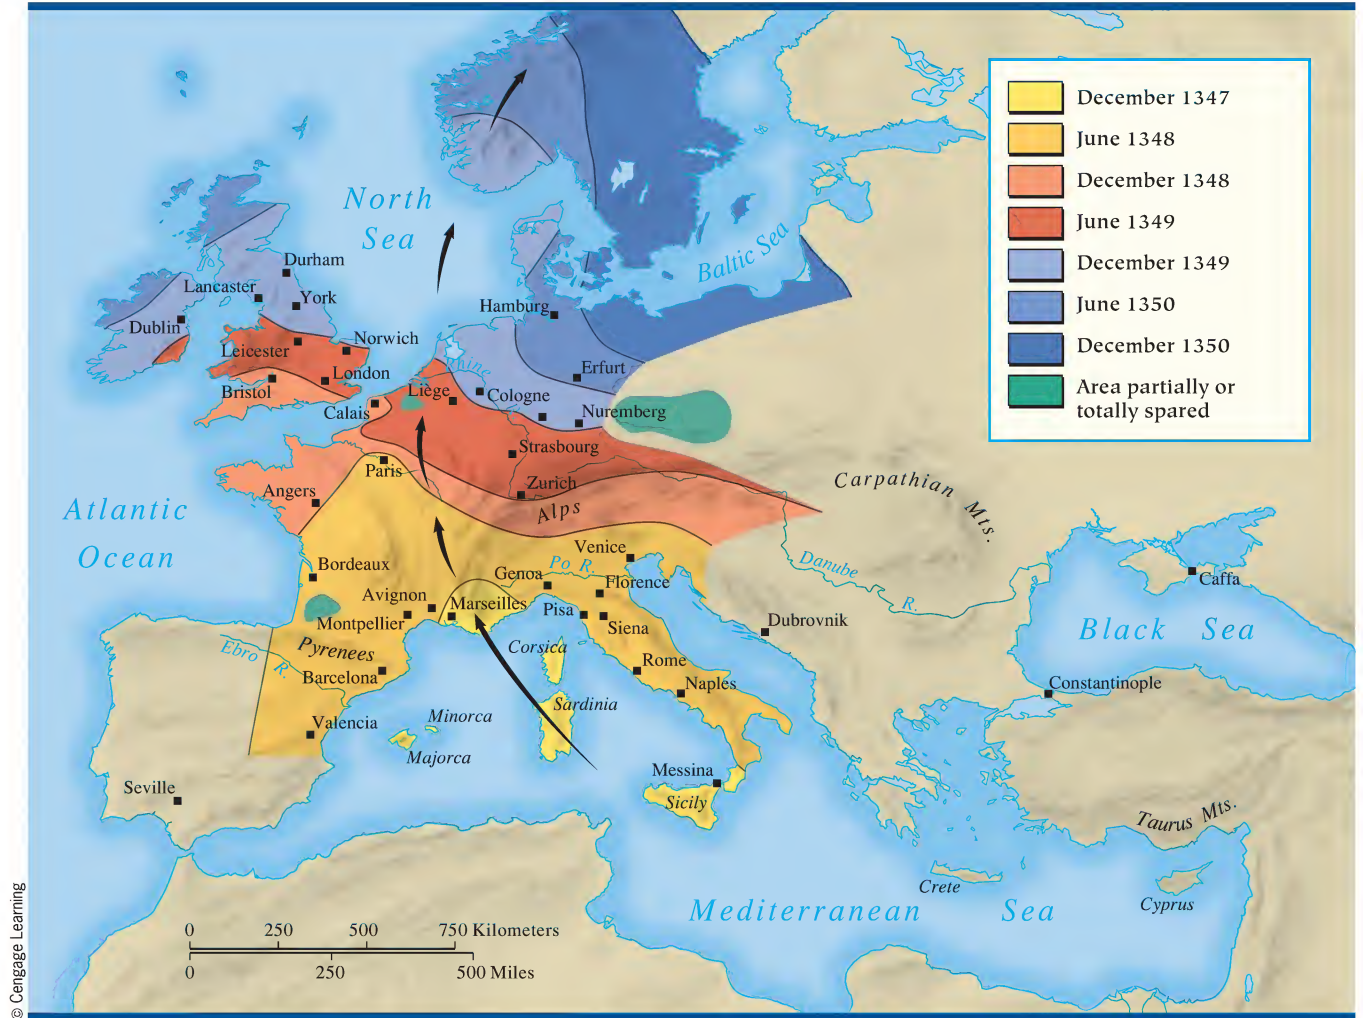 December 1347
June 1348
December 1348
June 1349
December 1349
June 1350
December 1350
Area partially or
totally spared
North
Sea
Baltic Sea
Durham
Lancaster
York
Dublin
Leicester
Norwich
London
Bristol
Calais
Hamburg
Rhine
Liège
Cologne
Erfurt
Nuremberg
Strasbourg
Paris
Zurich
Angers
Alps
Carpathian Mts.
Atlantic
Ocean
Bordeaux
Venice
Po R.
Genoa
Florence
Danube R.
Caffa
Avignon
Marseilles
Pisa
Montpellier
Siena
Dubrovnik
Black Sea
Ebro R.
Pyrenees
Corsica
Barcelona
Rome
Naples
Constantinople
Sardinia
Minorca
Valencia
Majorca
Messina
Seville
Sicily
Taurus Mts.
Crete
Cyprus
Mediterranean Sea
0 250 500 750 Kilometers
0 250 500 Miles
© Cengage Learning